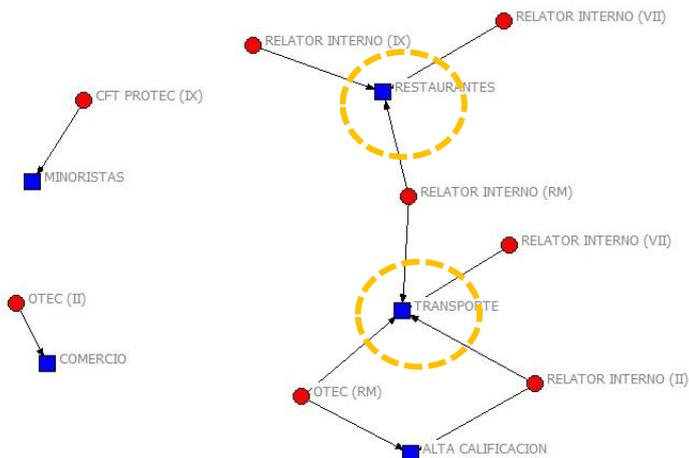 RELATOR INTERNO (VII)
RELATOR INTERNO (IX)
RESTAURANTES
CFT PROTEC (IX)
MINORISTAS
RELATOR INTERNO (RM)
RELATOR INTERNO (VII)
OTEC (II)
TRANSPORTE
COMERCIO
RELATOR INTERNO (II)
OTEC (RM)
ALTA CALIFICACION